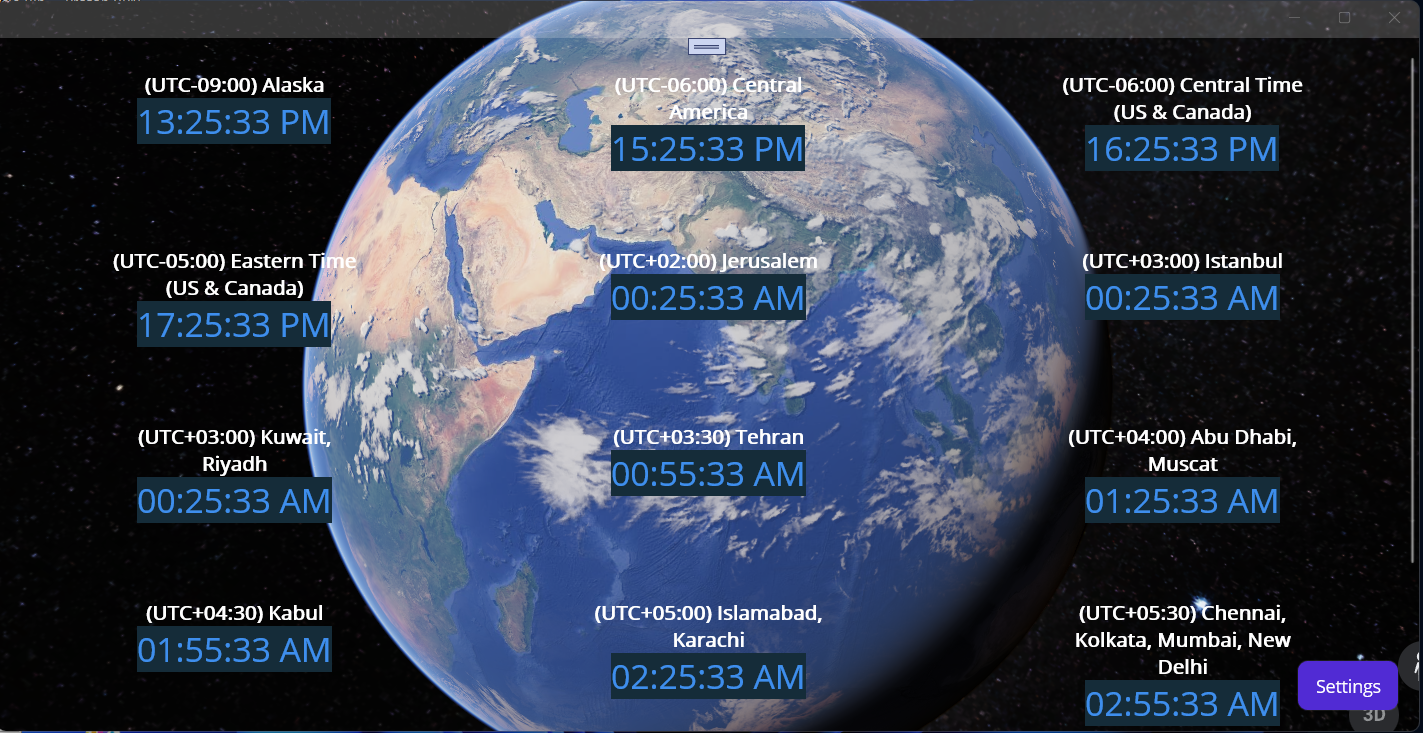 (UTC-09:00) Alaska
13:25:33 PM
(UTC-06:00) Central
America
15:25:33 PM
(UTC-06:00) Central Time
(US & Canada)
16:25:33 PM
(UTC-05:00) Eastern Time
(US & Canada)
17:25:33 PM
(UTC+02:00) Jerusalem
00:25:33 AM
(UTC+03:00) Istanbul
00:25:33 AM
(UTC+03:00) Kuwait,
Riyadh
00:25:33 AM
(UTC+03:30) Tehran
00:55:33 AM
(UTC+04:00) Abu Dhabi,
Muscat
01:25:33 AM
(UTC+04:30) Kabul
01:55:33 AM
(UTC+05:00) Islamabad,
Karachi
02:25:33 AM
(UTC+05:30) Chennai,
Kolkata, Mumbai, New
Delhi
02:55:33 AM
Settings
3D